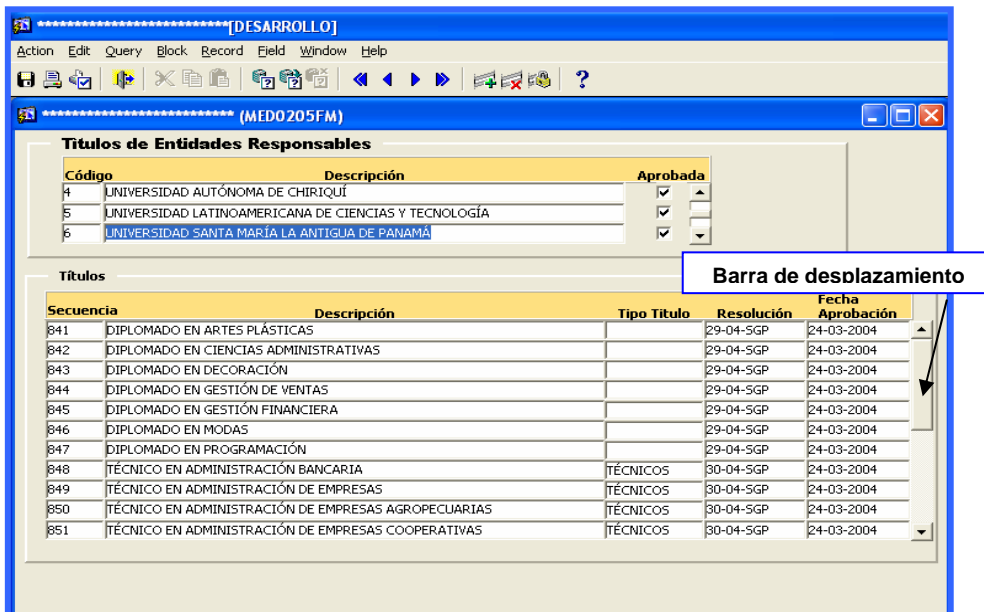 ***************************[DESARROLLO]
Action Edit Query Block Record Field Window Help
*************************** (MED0205FM)
Titulos de Entidades Responsables
Código Descripción Aprobada
4 UNIVERSIDAD AUTÓNOMA DE CHIRIQUÍ
5 UNIVERSIDAD LATINOAMERICANA DE CIENCIAS Y TECNOLOGÍA
6 UNIVERSIDAD SANTA MARÍA LA ANTIGUA DE PANAMÁ
Barra de desplazamiento
Títulos
Secuencia Descripción Tipo Titulo Resolución Fecha Aprobación
841 DIPLOMADO EN ARTES PLÁSTICAS 29-04-SGP 24-03-2004
842 DIPLOMADO EN CIENCIAS ADMINISTRATIVAS 29-04-SGP 24-03-2004
843 DIPLOMADO EN DECORACIÓN 29-04-SGP 24-03-2004
844 DIPLOMADO EN GESTIÓN DE VENTAS 29-04-SGP 24-03-2004
845 DIPLOMADO EN GESTIÓN FINANCIERA 29-04-SGP 24-03-2004
846 DIPLOMADO EN MODAS 29-04-SGP 24-03-2004
847 DIPLOMADO EN PROGRAMACIÓN 29-04-SGP 24-03-2004
848 TÉCNICO EN ADMINISTRACIÓN BANCARIA TÉCNICOS 30-04-SGP 24-03-2004
849 TÉCNICO EN ADMINISTRACIÓN DE EMPRESAS TÉCNICOS 30-04-SGP 24-03-2004
850 TÉCNICO EN ADMINISTRACIÓN DE EMPRESAS AGROPECUARIAS TÉCNICOS 30-04-SGP 24-03-2004
851 TÉCNICO EN ADMINISTRACIÓN DE EMPRESAS COOPERATIVAS TÉCNICOS 30-04-SGP 24-03-2004